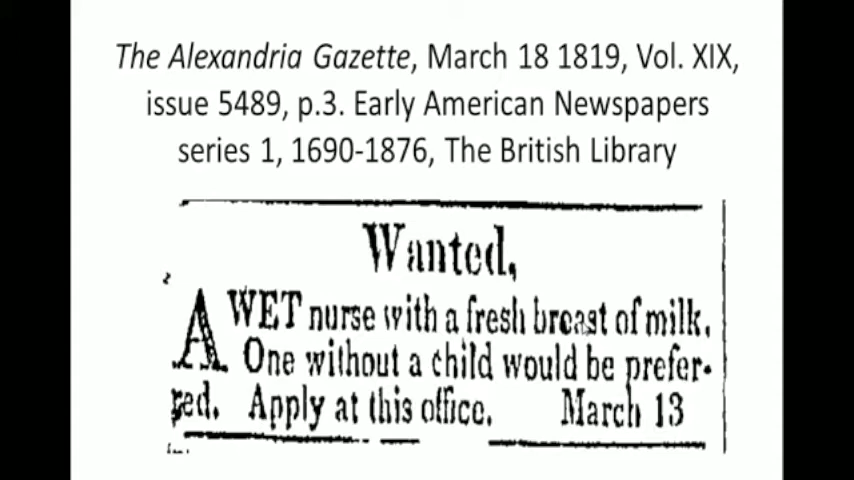 The Alexandria Gazette, March 18 1819, Vol. XIX,
issue 5489, p.3. Early American Newspapers
series 1, 1690-1876, The British Library
Wanted,
A WET nurse with a fresh breast of milk.
One without a child would be prefer-
red. Apply at this office. March 13